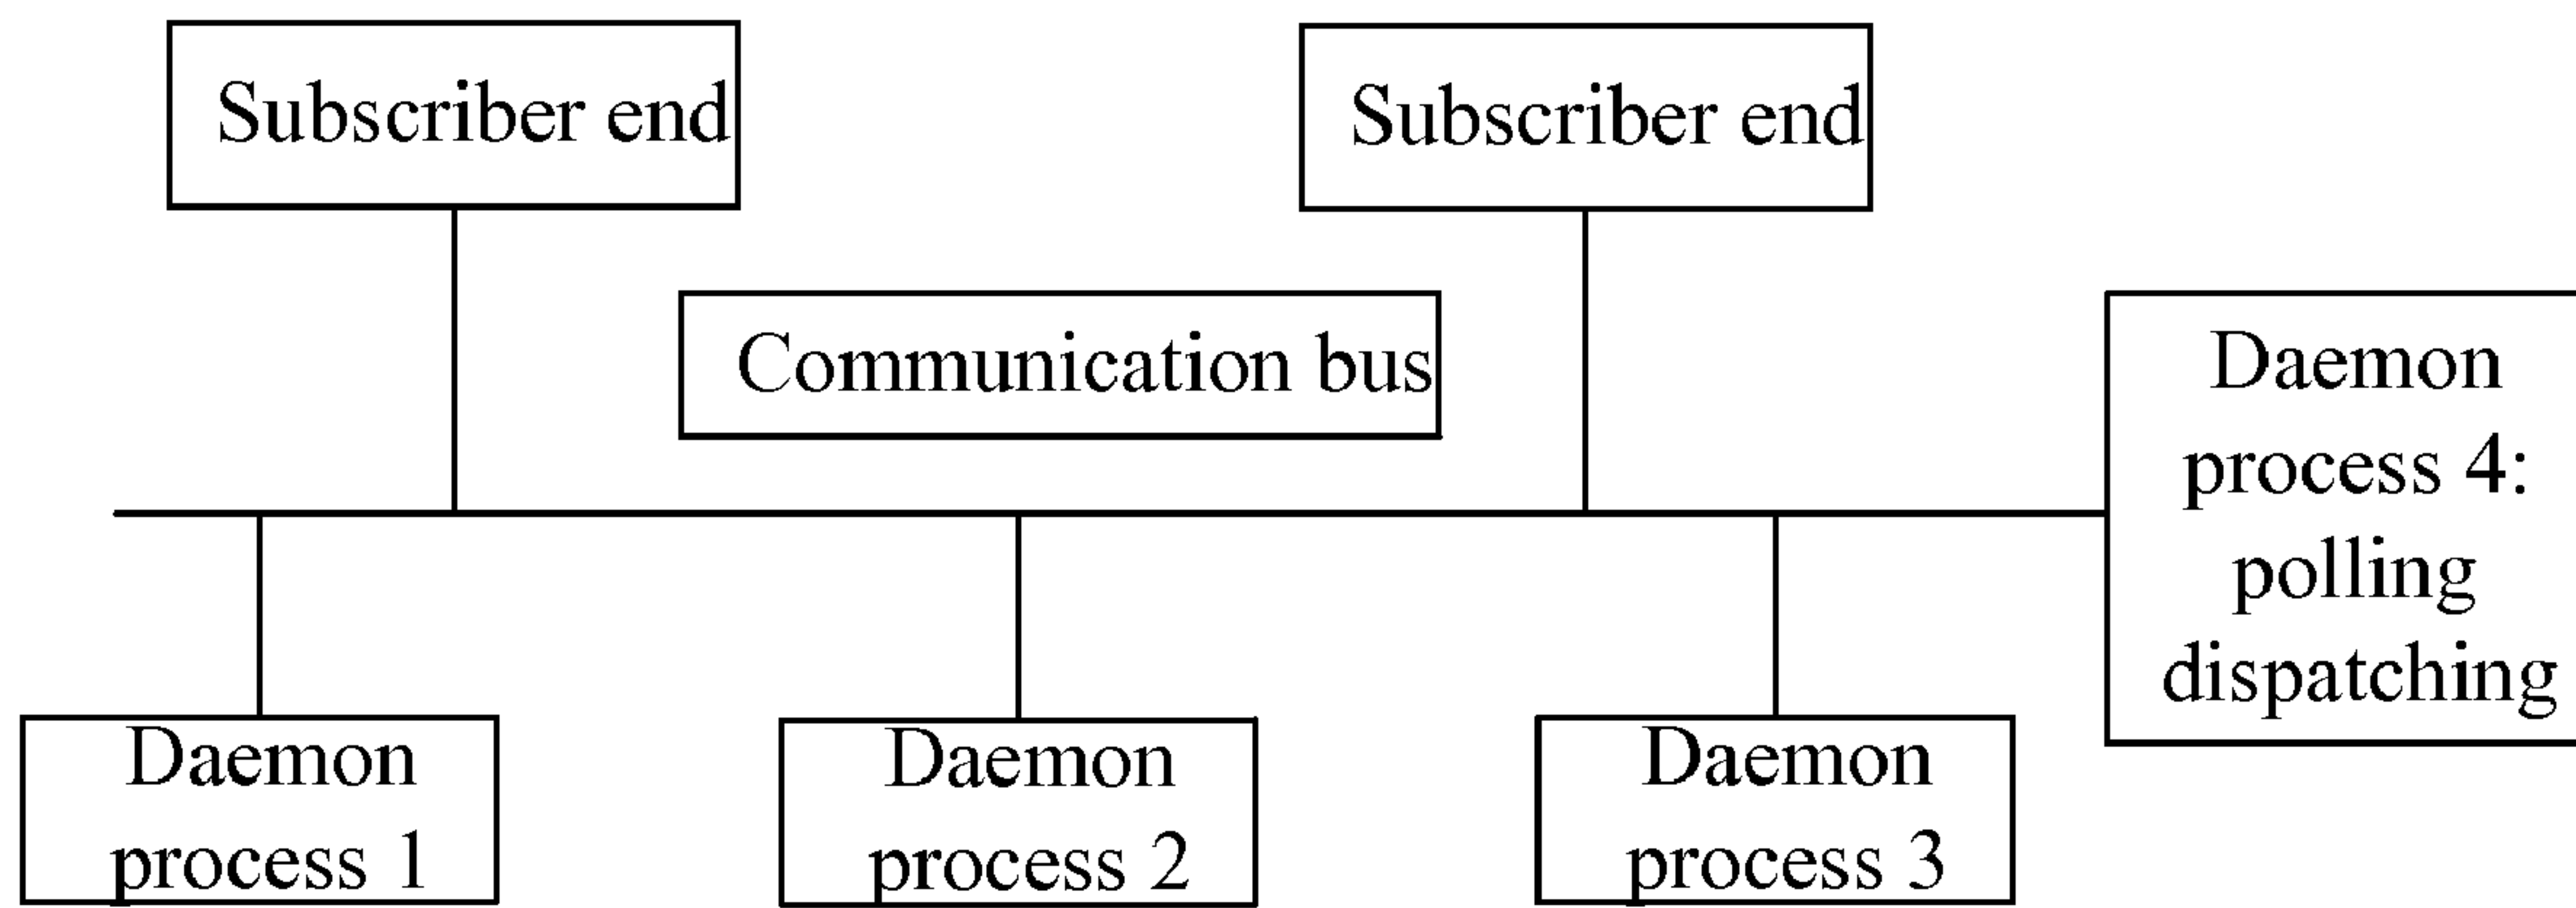 Subscriber end
Subscriber end
Communication bus
Daemon
process 4:
polling
dispatching
Daemon
process 1
Daemon
process 2
Daemon
process 3